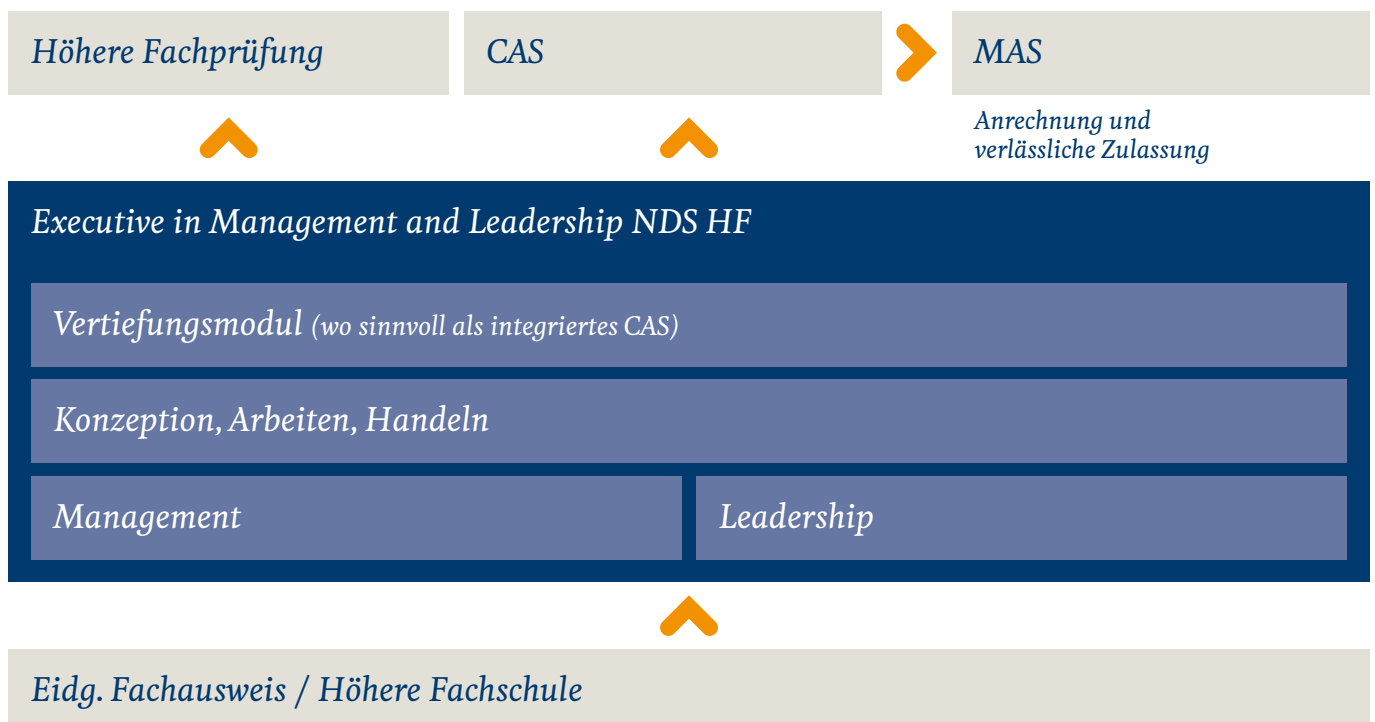 Höhere Fachprüfung
CAS
MAS
Anrechnung und
verlässliche Zulassung
Executive in Management and Leadership NDS HF
Vertiefungsmodul (wo sinnvoll als integriertes CAS)
Konzeption, Arbeiten, Handeln
Management
Leadership
Eidg. Fachausweis / Höhere Fachschule